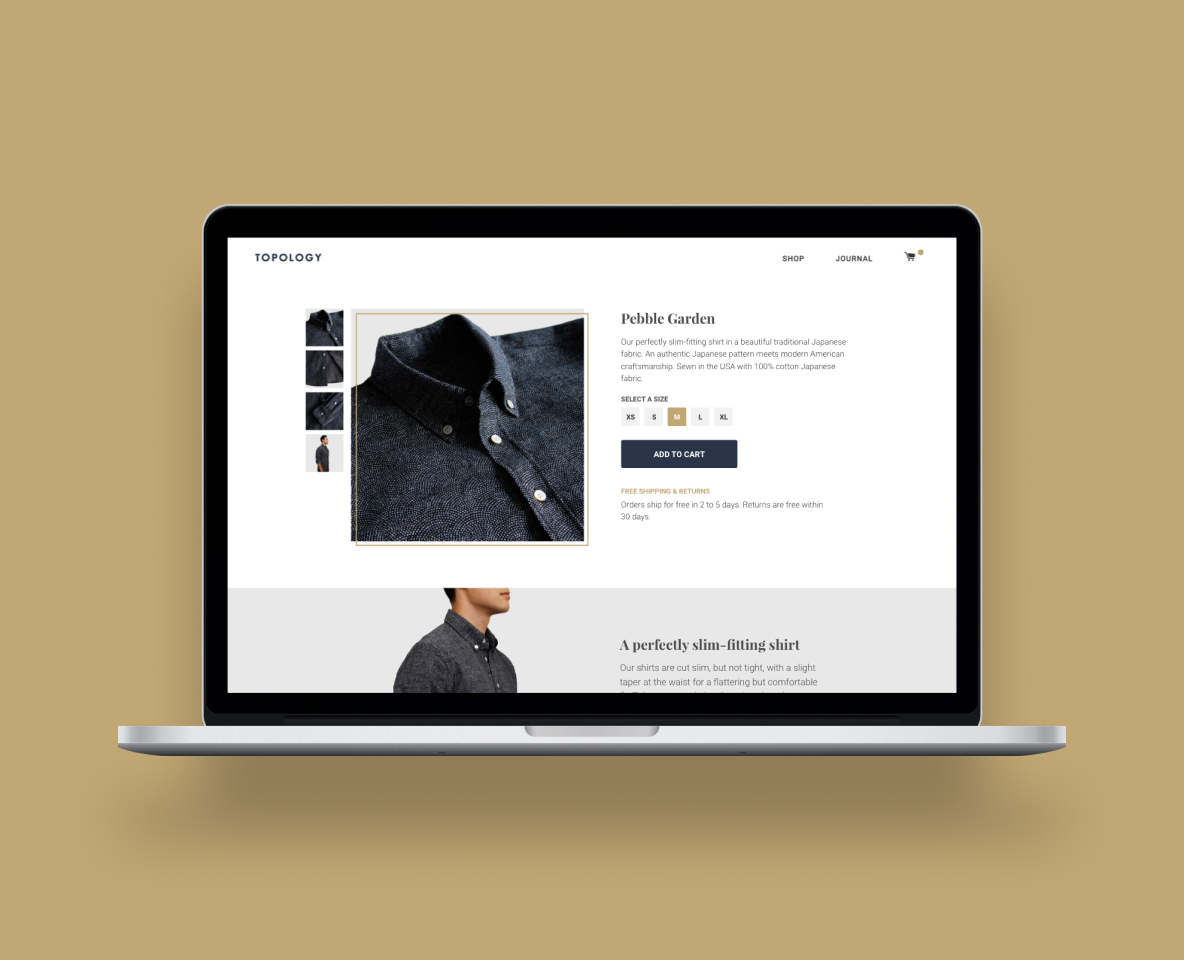 TOPOLOGY
SHOP
JOURNAL
Pebble Garden
Our perfectly slim-fitting shirt in a beautiful traditional Japanese
fabric. An authentic Japanese pattern meets modern American
craftsmanship. Sewn in the USA with 100% cotton Japanese
fabric.
SELECT A SIZE
XS S M L XL
ADD TO CART
FREE SHIPPING & RETURNS
Orders ship for free in 2 to 5 days. Returns are free within
30 days.
A perfectly slim-fitting shirt
Our shirts are cut slim, but not tight, with a slight
taper at the waist for a flattering but comfortable